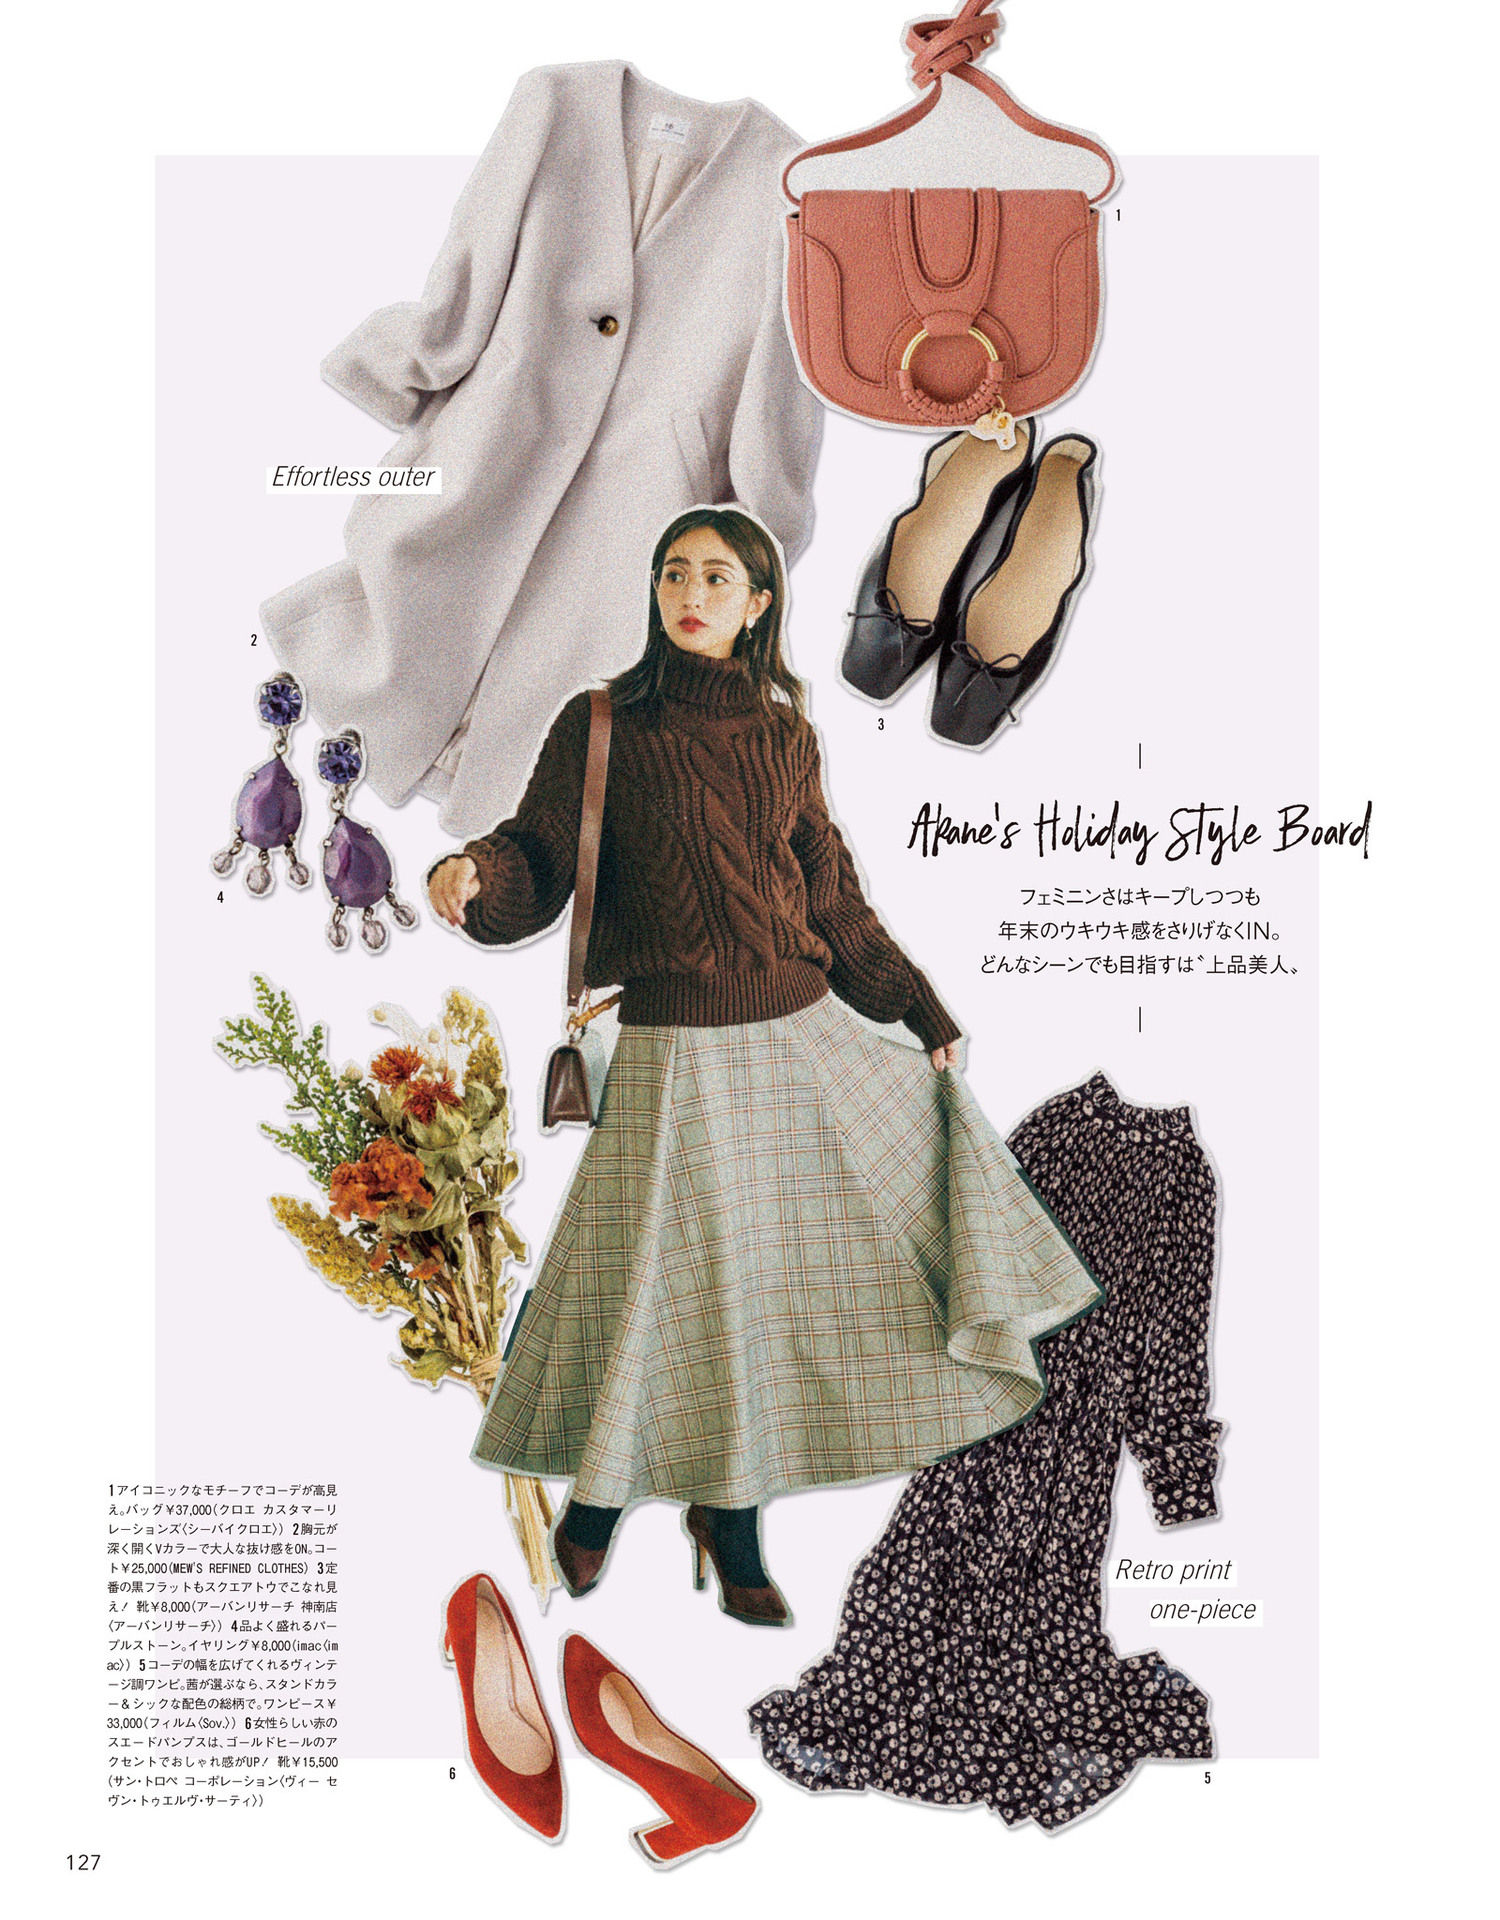 Effortless outer
1
2
3
4
Akane's Holiday Style Board
フェミニンさはキープしつつも
年末のウキウキ感をさりげなくIN。
どんなシーンでも目指すは〝上品美人〟
Retro print
one-piece
5
6
1アイコニックなモチーフでコーデが高見
え。バッグ¥37,000(クロエ カスタマーリ
レーションズ〈シーバイクロエ〉) 2胸元が
深く開くVカラーで大人な抜け感をON。コー
ト¥25,000(MEW'S REFINED CLOTHES) 3定
番の黒フラットもスクエアトウでこなれ見
え! 靴¥8,000(アーバンリサーチ 神南店
〈アーバンリサーチ〉) 4品よく盛れるパー
プルストーン。イヤリング¥8,000(imac〈im
ac〉) 5コーデの幅を広げてくれるヴィンテ
ージ調ワンピ。茜が選ぶなら、スタンドカラ
ー&シックな配色の総柄で。ワンピース¥
33,000(フィルム〈Sov.〉) 6女性らしい赤の
スエードパンプスは、ゴールドヒールのア
クセントでおしゃれ感がUP! 靴¥15,500
(サン・トロペ コーポレーション〈ヴィー セ
ヴン・トゥエルヴ・サーティ〉)
127